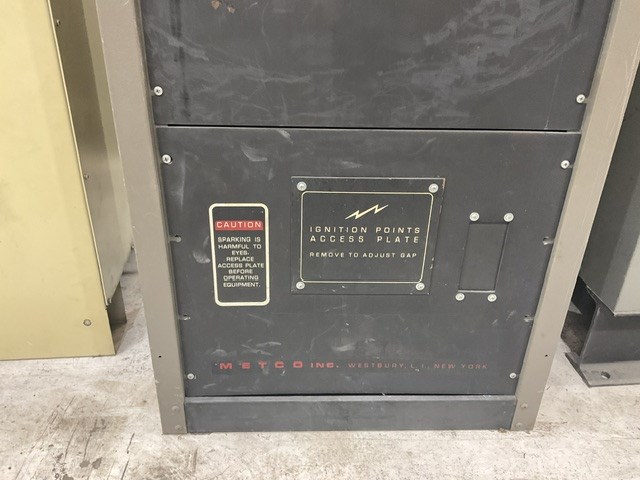 CAUTION
SPARKING IS
HARMFUL TO
EYES.
REPLACE
ACCESS PLATE
BEFORE
OPERATING
EQUIPMENT.
IGNITION POINTS
ACCESS PLATE
REMOVE TO ADJUST GAP
METCO INC. WESTBURY, L.I., NEW YORK